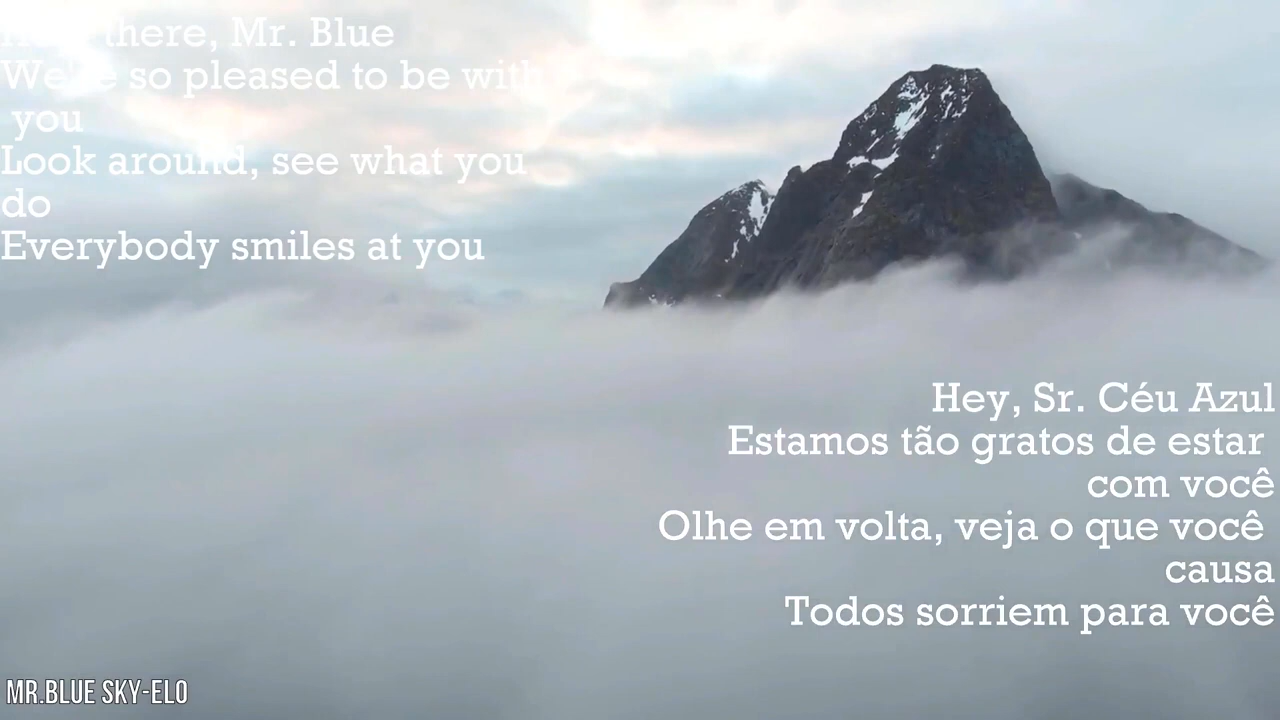 there, Mr. Blue
We're so pleased to be with
you
Look around, see what you
do
Everybody smiles at you
Hey, Sr. Céu Azul
Estamos tão gratos de estar
com você
Olhe em volta, veja o que você
causa
Todos sorriem para você
MR.BLUE SKY-ELO